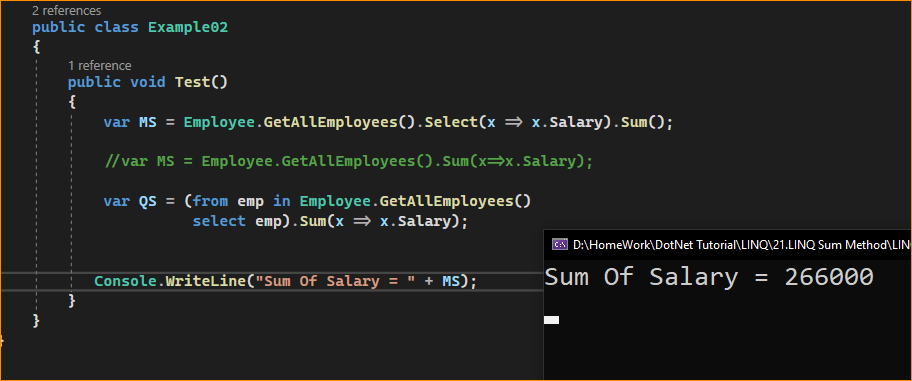 2 references
public class Example02
{
1 reference
public void Test()
{
var MS = Employee.GetAllEmployees().Select(x => x.Salary).Sum();
//var MS = Employee.GetAllEmployees().Sum(x=>x.Salary);
var QS = (from emp in Employee.GetAllEmployees()
select emp).Sum(x => x.Salary);
Console.WriteLine("Sum Of Salary = " + MS);
}
}
}
D:\HomeWork\DotNet Tutorial\LINQ\21.LINQ Sum Method\LINQ
Sum Of Salary = 266000